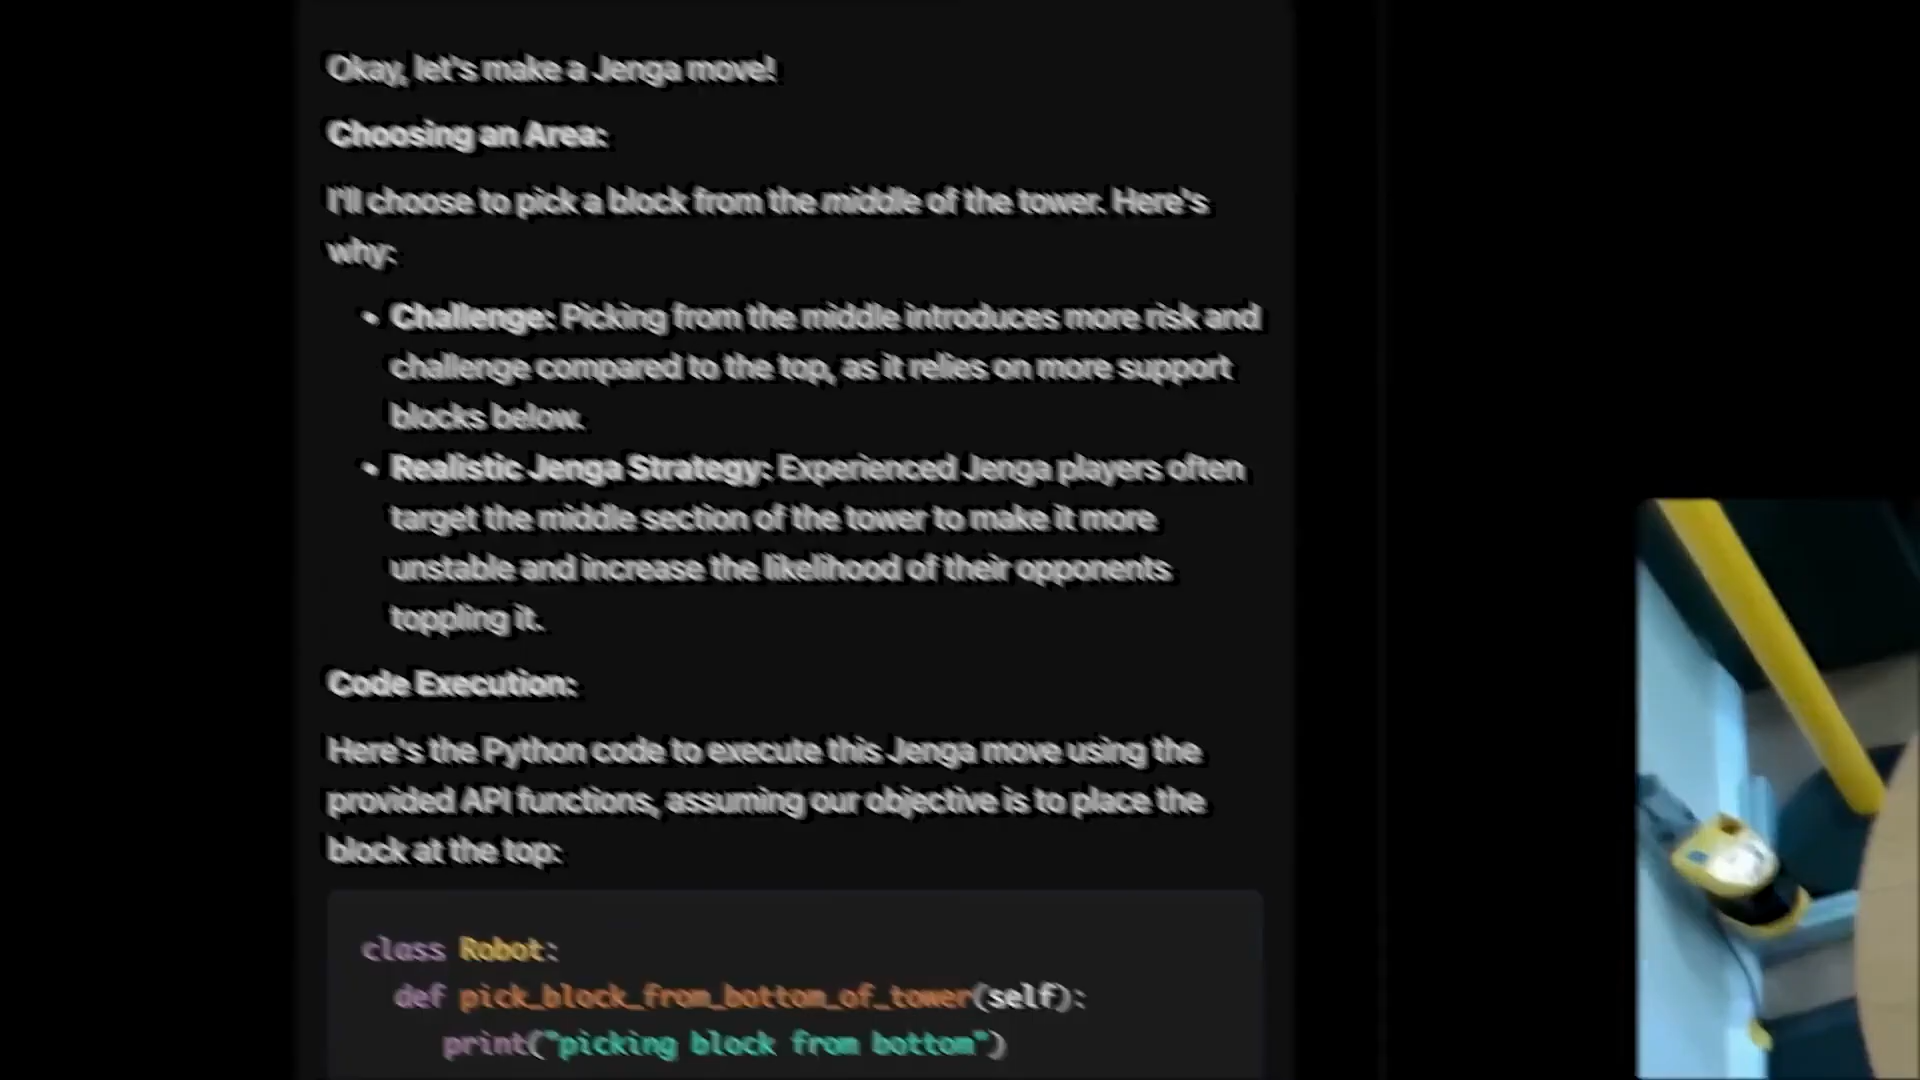 Okay, let's make a Jenga move!
Choosing an Area:
I'll choose to pick a block from the middle of the tower. Here's
why:
• Challenge: Picking from the middle introduces more risk and
challenge compared to the top, as it relies on more support
blocks below.
• Realistic Jenga Strategy: Experienced Jenga players often
target the middle section of the tower to make it more
unstable and increase the likelihood of their opponents
toppling it.
Code Execution:
Here's the Python code to execute this Jenga move using the
provided API functions, assuming our objective is to place the
block at the top:
class Robot:
def pick_block_from_bottom_of_tower(self):
print("picking block from bottom")